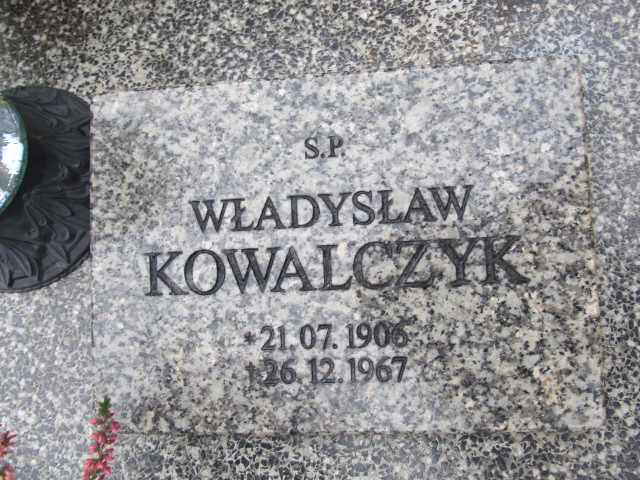 S.P.
WŁADYSŁAW
KOWALCZYK
* 21.07.1906
† 26.12.1967